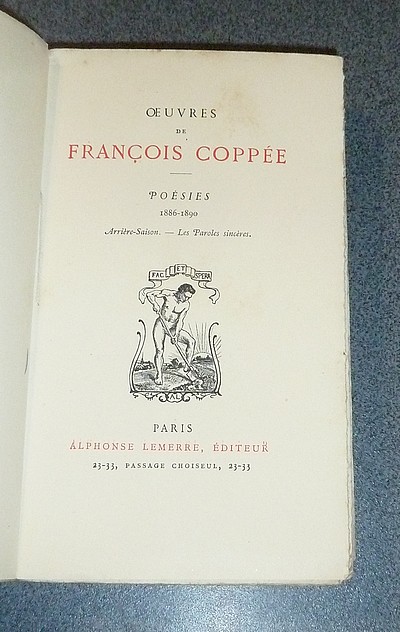 ŒUVRES
DE
FRANÇOIS COPPÉE
POÉSIES
1886-1890
Arrière-Saison. — Les Paroles sincères.
FAC ET SPERA
AL
PARIS
ALPHONSE LEMERRE, ÉDITEUR
23-33, PASSAGE CHOISEUL, 23-33